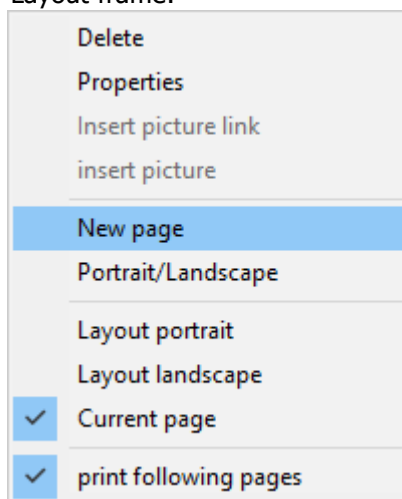 Layout frame.
Delete
Properties
Insert picture link
insert picture
New page
Portrait/Landscape
Layout portrait
Layout landscape
Current page
print following pages